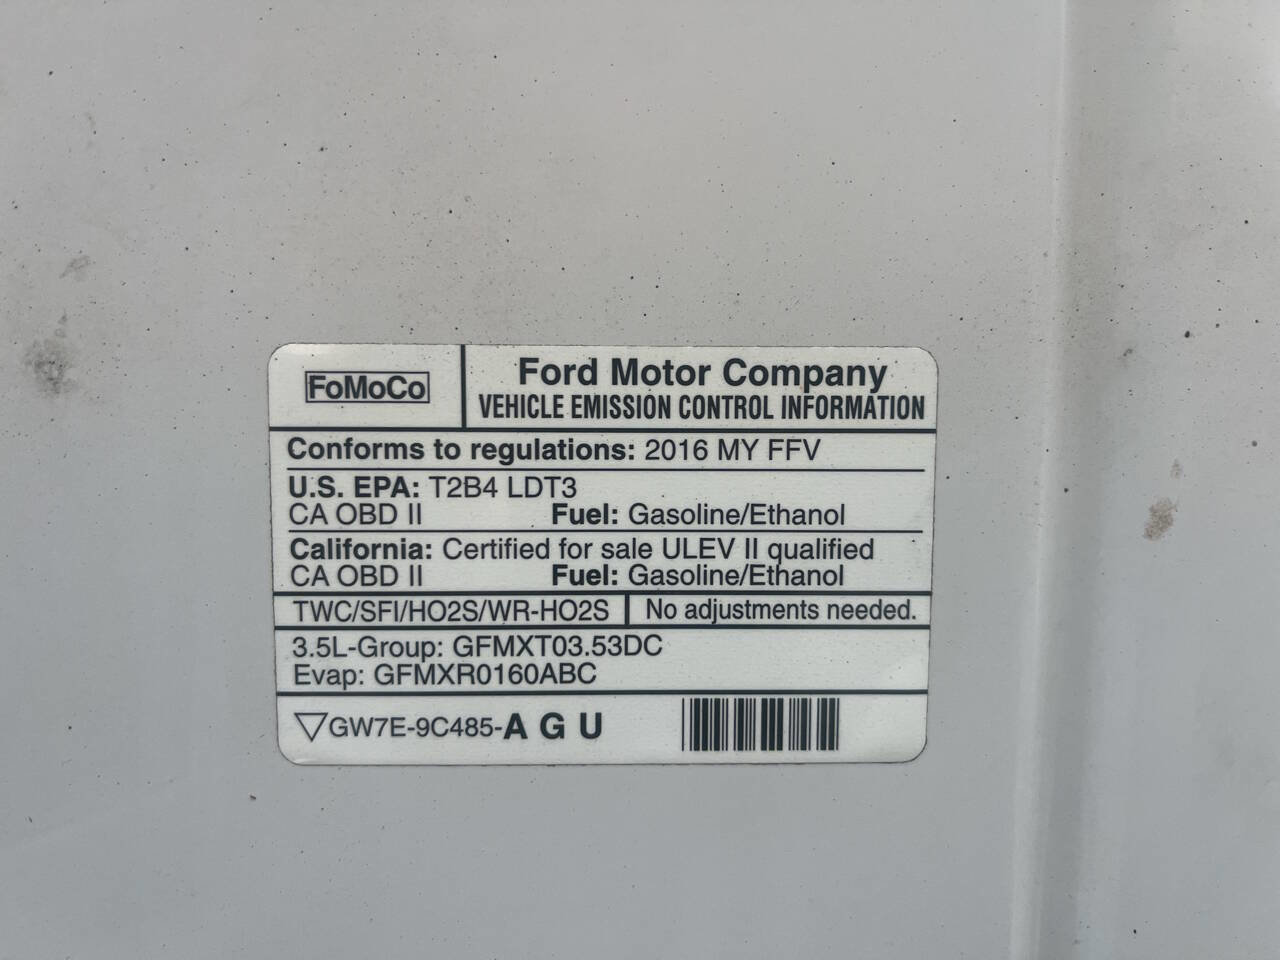 FoMoCo
Ford Motor Company
VEHICLE EMISSION CONTROL INFORMATION
Conforms to regulations: 2016 MY FFV
U.S. EPA: T2B4 LDT3
CA OBD II Fuel: Gasoline/Ethanol
California: Certified for sale ULEV II qualified
CA OBD II Fuel: Gasoline/Ethanol
TWC/SFI/HO2S/WR-HO2S No adjustments needed.
3.5L-Group: GFMXT03.53DC
Evap: GFMXR0160ABC
▽GW7E-9C485-A G U